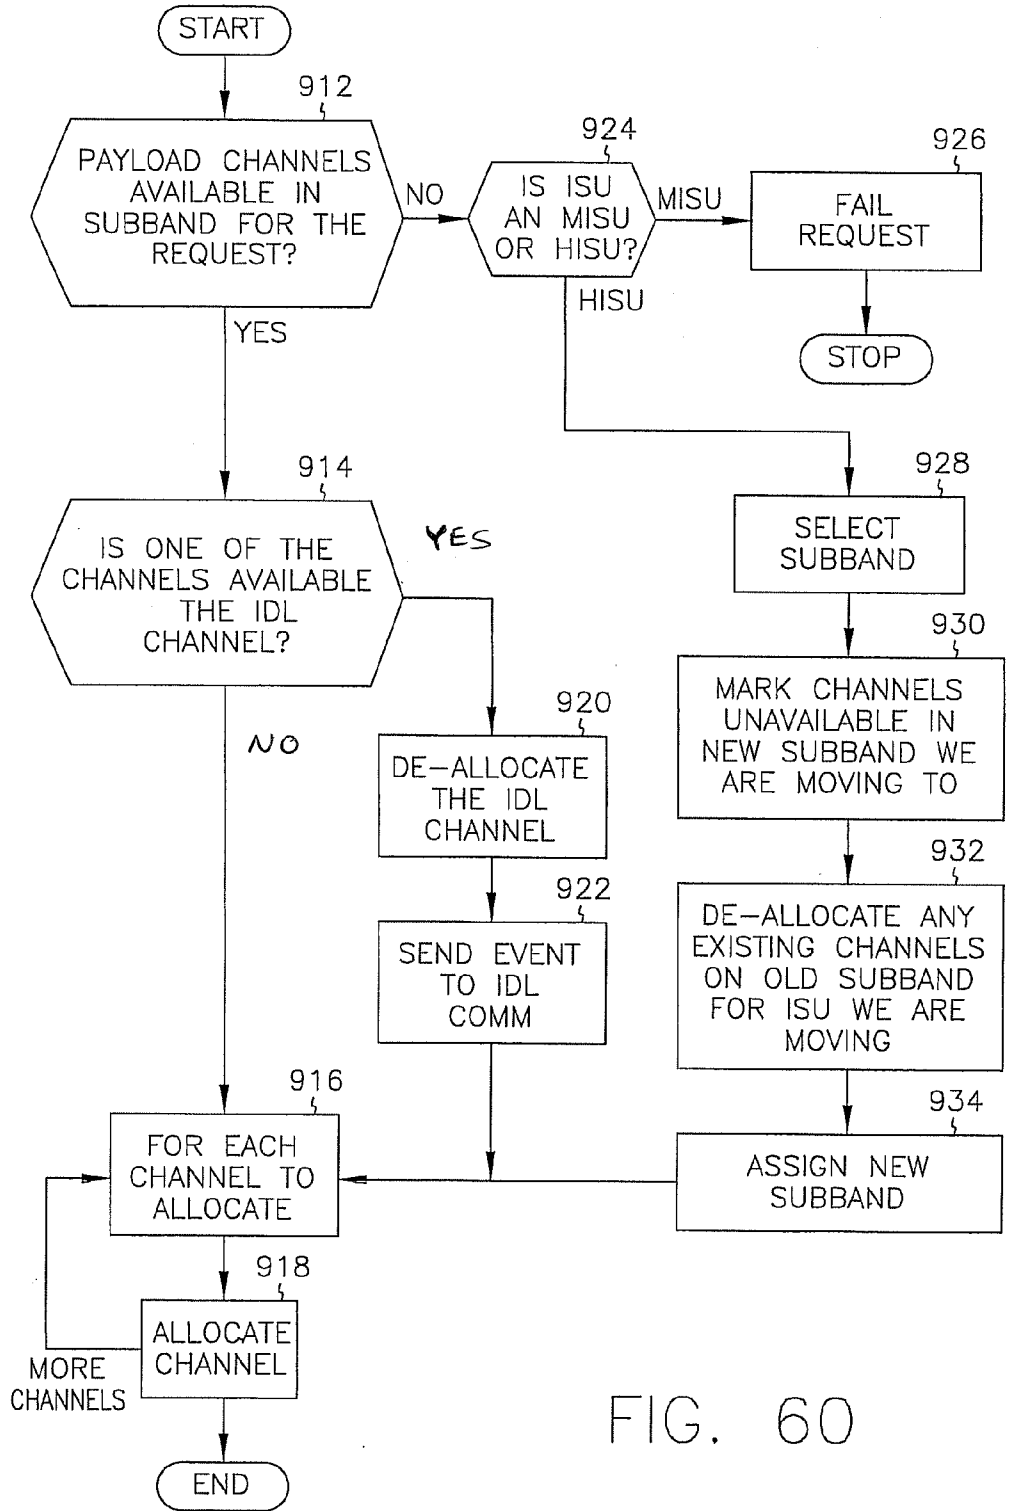 START
912
PAYLOAD CHANNELS
AVAILABLE IN
SUBBAND FOR THE
REQUEST?
NO
YES
924
IS ISU
AN MISU
OR HISU?
MISU
HISU
926
FAIL
REQUEST
STOP
914
IS ONE OF THE
CHANNELS AVAILABLE
THE IDL
CHANNEL?
YES
NO
928
SELECT
SUBBAND
930
MARK CHANNELS
UNAVAILABLE IN
NEW SUBBAND WE
ARE MOVING TO
920
DE-ALLOCATE
THE IDL
CHANNEL
922
SEND EVENT
TO IDL
COMM
932
DE-ALLOCATE ANY
EXISTING CHANNELS
ON OLD SUBBAND
FOR ISU WE ARE
MOVING
934
ASSIGN NEW
SUBBAND
916
FOR EACH
CHANNEL TO
ALLOCATE
918
ALLOCATE
CHANNEL
MORE
CHANNELS
END
FIG. 60